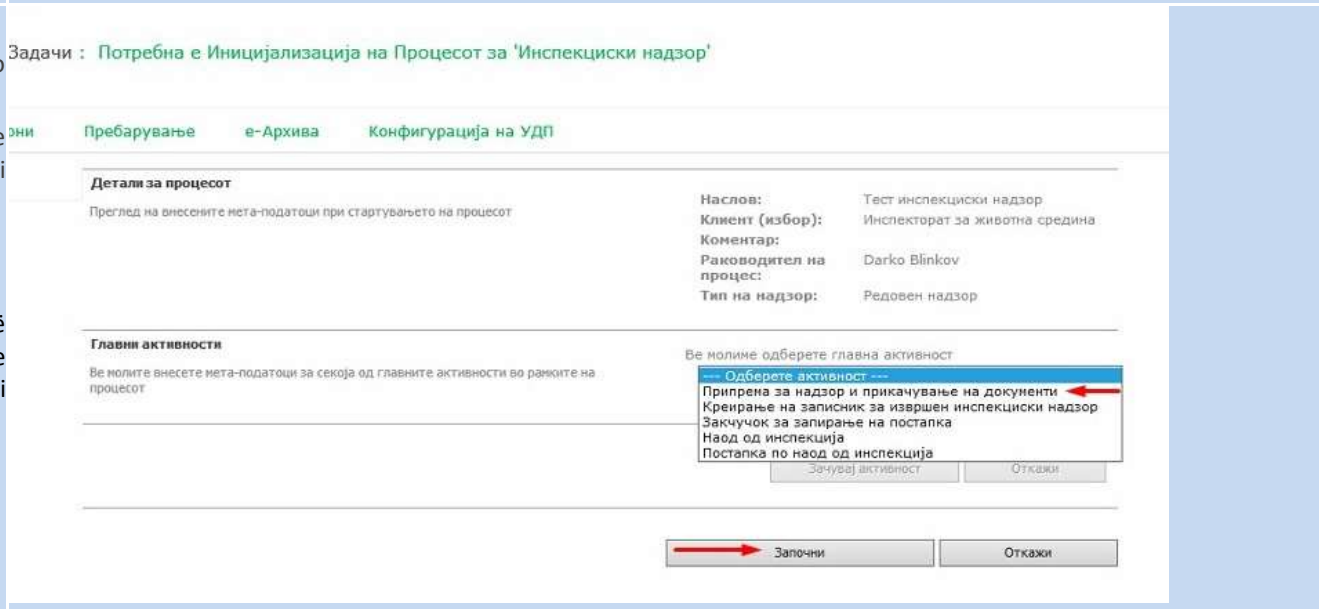 Задачи : Потребна е Иницијализација на Процесот за 'Инспекциски надзор'
они Пребарување е-Архива Конфигурација на УДП
Детали за процесот
Преглед на внесените мета-податоци при стартувањето на процесот
Наслов: Тест инспекциски надзор
Клиент (избор): Инспекторат за животна средина
Коментар:
Раководител на процес: Darko Blinkov
Тип на надзор: Редовен надзор
Главни активности
Ве молите внесете мета-податоци за секоја од главните активности во рамките на
процесот
Ве молиме одберете главна активност
--- Одберете активност ---
Припрена за надзор и прикачување на документи
Креирање на записник за извршен инспекциски надзор
Закчучок за запирање на постапка
Наод од инспекција
Постапка по наод од инспекција
Зачувај активност Откажи
Започни Откажи